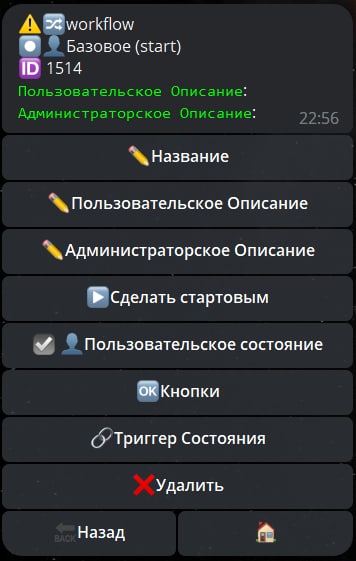 ⚠️🔀workflow
⏺️👤Базовое (start)
🆔 1514
Пользовательское Описание:
Администраторское Описание:
22:56
✏️Название
✏️Пользовательское Описание
✏️Администраторское Описание
▶️Сделать стартовым
☑️ 👤Пользовательское состояние
🆗Кнопки
🔗Триггер Состояния
❌Удалить
🔙Назад
🏠